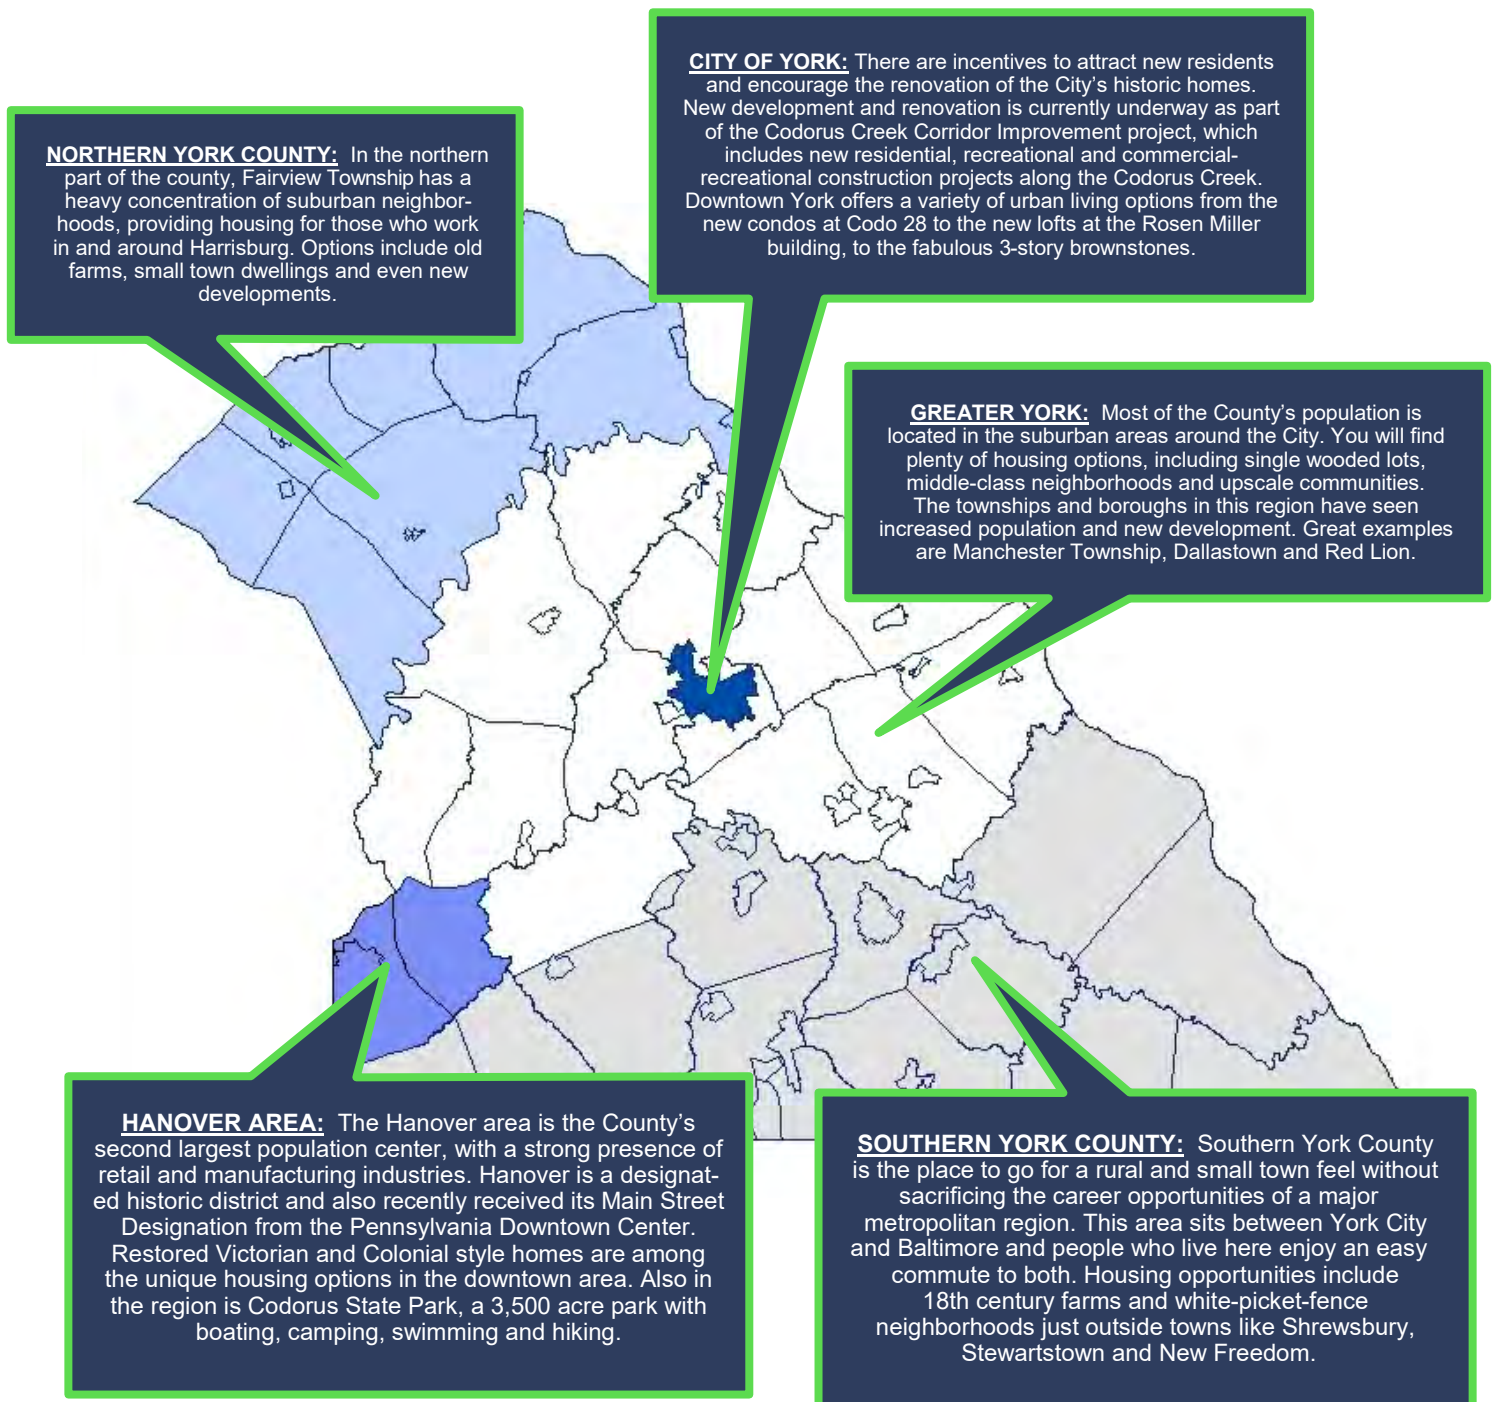 CITY OF YORK: There are incentives to attract new residents
and encourage the renovation of the City's historic homes.
New development and renovation is currently underway as part
of the Codorus Creek Corridor Improvement project, which
includes new residential, recreational and commercial-
recreational construction projects along the Codorus Creek.
Downtown York offers a variety of urban living options from the
new condos at Codo 28 to the new lofts at the Rosen Miller
building, to the fabulous 3-story brownstones.
NORTHERN YORK COUNTY: In the northern
part of the county, Fairview Township has a
heavy concentration of suburban neighbor-
hoods, providing housing for those who work
in and around Harrisburg. Options include old
farms, small town dwellings and even new
developments.
GREATER YORK: Most of the County's population is
located in the suburban areas around the City. You will find
plenty of housing options, including single wooded lots,
middle-class neighborhoods and upscale communities.
The townships and boroughs in this region have seen
increased population and new development. Great examples
are Manchester Township, Dallastown and Red Lion.
HANOVER AREA: The Hanover area is the County's
second largest population center, with a strong presence of
retail and manufacturing industries. Hanover is a designat-
ed historic district and also recently received its Main Street
Designation from the Pennsylvania Downtown Center.
Restored Victorian and Colonial style homes are among
the unique housing options in the downtown area. Also in
the region is Codorus State Park, a 3,500 acre park with
boating, camping, swimming and hiking.
SOUTHERN YORK COUNTY: Southern York County
is the place to go for a rural and small town feel without
sacrificing the career opportunities of a major
metropolitan region. This area sits between York City
and Baltimore and people who live here enjoy an easy
commute to both. Housing opportunities include
18th century farms and white-picket-fence
neighborhoods just outside towns like Shrewsbury,
Stewartstown and New Freedom.